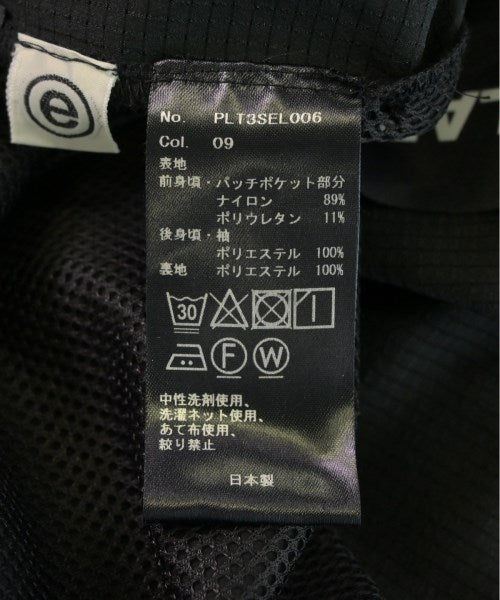 e
No. PLT3SEL006
Col. 09
表地
前身頃・パッチポケット部分
ナイロン 89%
ポリウレタン 11%
後身頃・袖
ポリエステル 100%
裏地 ポリエステル 100%
30
F W
中性洗剤使用、
洗濯ネット使用、
あて布使用、
絞り禁止
日本製